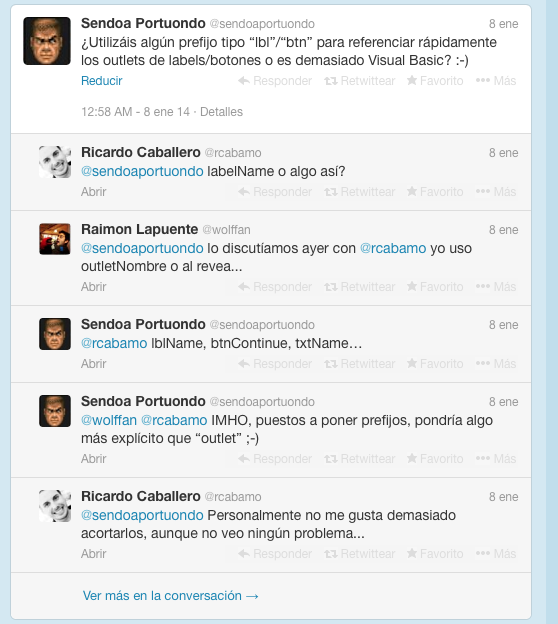 Sendoa Portuondo @sendoaportuondo 8 ene
¿Utilizáis algún prefijo tipo “lbl”/“btn” para referenciar rápidamente
los outlets de labels/botones o es demasiado Visual Basic? :-)
Reducir Responder Retwittear Favorito Más
12:58 AM - 8 ene 14 · Detalles
Ricardo Caballero @rcabamo 8 ene
@sendoaportuondo labelName o algo así?
Abrir Responder Retwittear Favorito Más
Raimon Lapuente @wolffan 8 ene
@sendoaportuondo lo discutíamos ayer con @rcabamo yo uso
outletNombre o al revea...
Abrir Responder Retwittear Favorito Más
Sendoa Portuondo @sendoaportuondo 8 ene
@rcabamo lblName, btnContinue, txtName…
Abrir Responder Retwittear Favorito Más
Sendoa Portuondo @sendoaportuondo 8 ene
@wolffan @rcabamo IMHO, puestos a poner prefijos, pondría algo
más explícito que “outlet” ;-)
Abrir Responder Retwittear Favorito Más
Ricardo Caballero @rcabamo 8 ene
@sendoaportuondo Personalmente no me gusta demasiado
acortarlos, aunque no veo ningún problema...
Abrir Responder Retwittear Favorito Más
Ver más en la conversación →